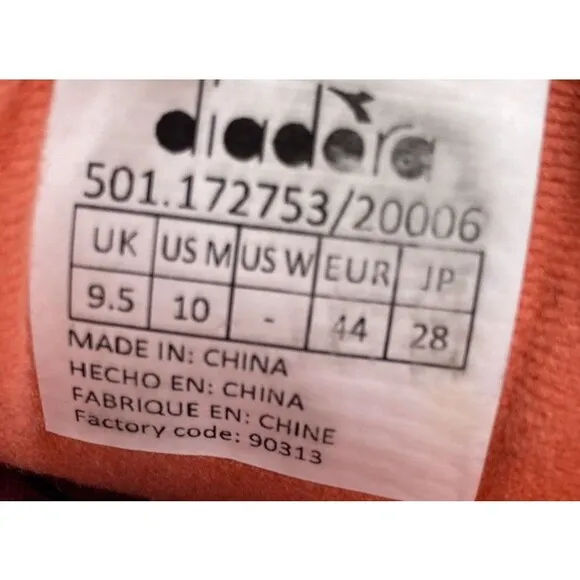 diadora
501.172753/20006
UK US M US W EUR JP
9.5 10 - 44 28
MADE IN: CHINA
HECHO EN: CHINA
FABRIQUE EN: CHINE
Factory code: 90313